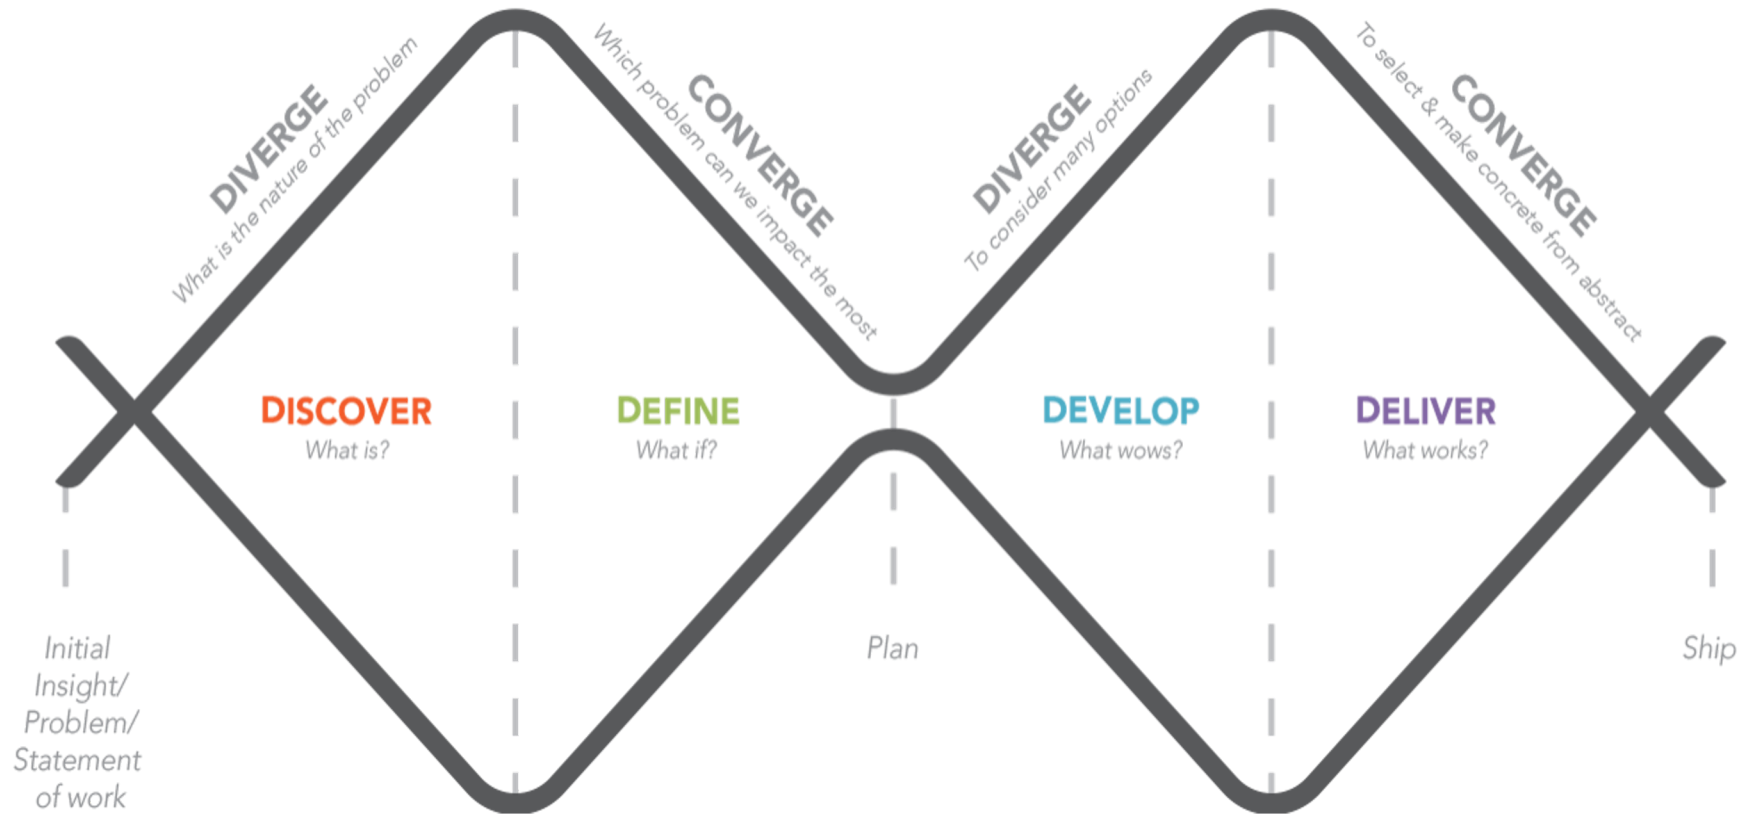 DIVERGE
What is the nature of the problem
CONVERGE
Which problem can we impact the most
DIVERGE
To consider many options
CONVERGE
To select & make concrete from abstract
DISCOVER
What is?
DEFINE
What if?
DEVELOP
What wows?
DELIVER
What works?
Initial
Insight/
Problem/
Statement
of work
Plan
Ship